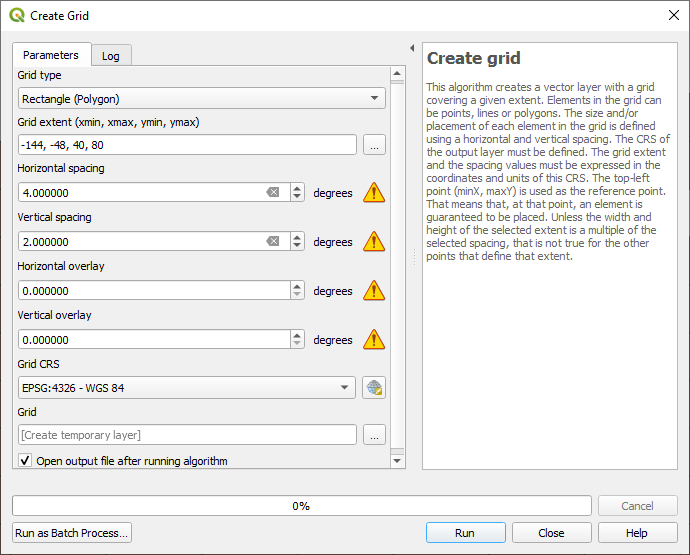 Create Grid
Parameters
Log
Grid type
Rectangle (Polygon)
Grid extent (xmin, xmax, ymin, ymax)
-144, -48, 40, 80
...
Horizontal spacing
4.000000
degrees
Vertical spacing
2.000000
degrees
Horizontal overlay
0.000000
degrees
Vertical overlay
0.000000
degrees
Grid CRS
EPSG:4326 - WGS 84
Grid
[Create temporary layer]
...
Open output file after running algorithm
Create grid
This algorithm creates a vector layer with a grid
covering a given extent. Elements in the grid can
be points, lines or polygons. The size and/or
placement of each element in the grid is defined
using a horizontal and vertical spacing. The CRS of
the output layer must be defined. The grid extent
and the spacing values must be expressed in the
coordinates and units of this CRS. The top-left
point (minX, maxY) is used as the reference point.
That means that, at that point, an element is
guaranteed to be placed. Unless the width and
height of the selected extent is a multiple of the
selected spacing, that is not true for the other
points that define that extent.
0%
Cancel
Run as Batch Process...
Run
Close
Help